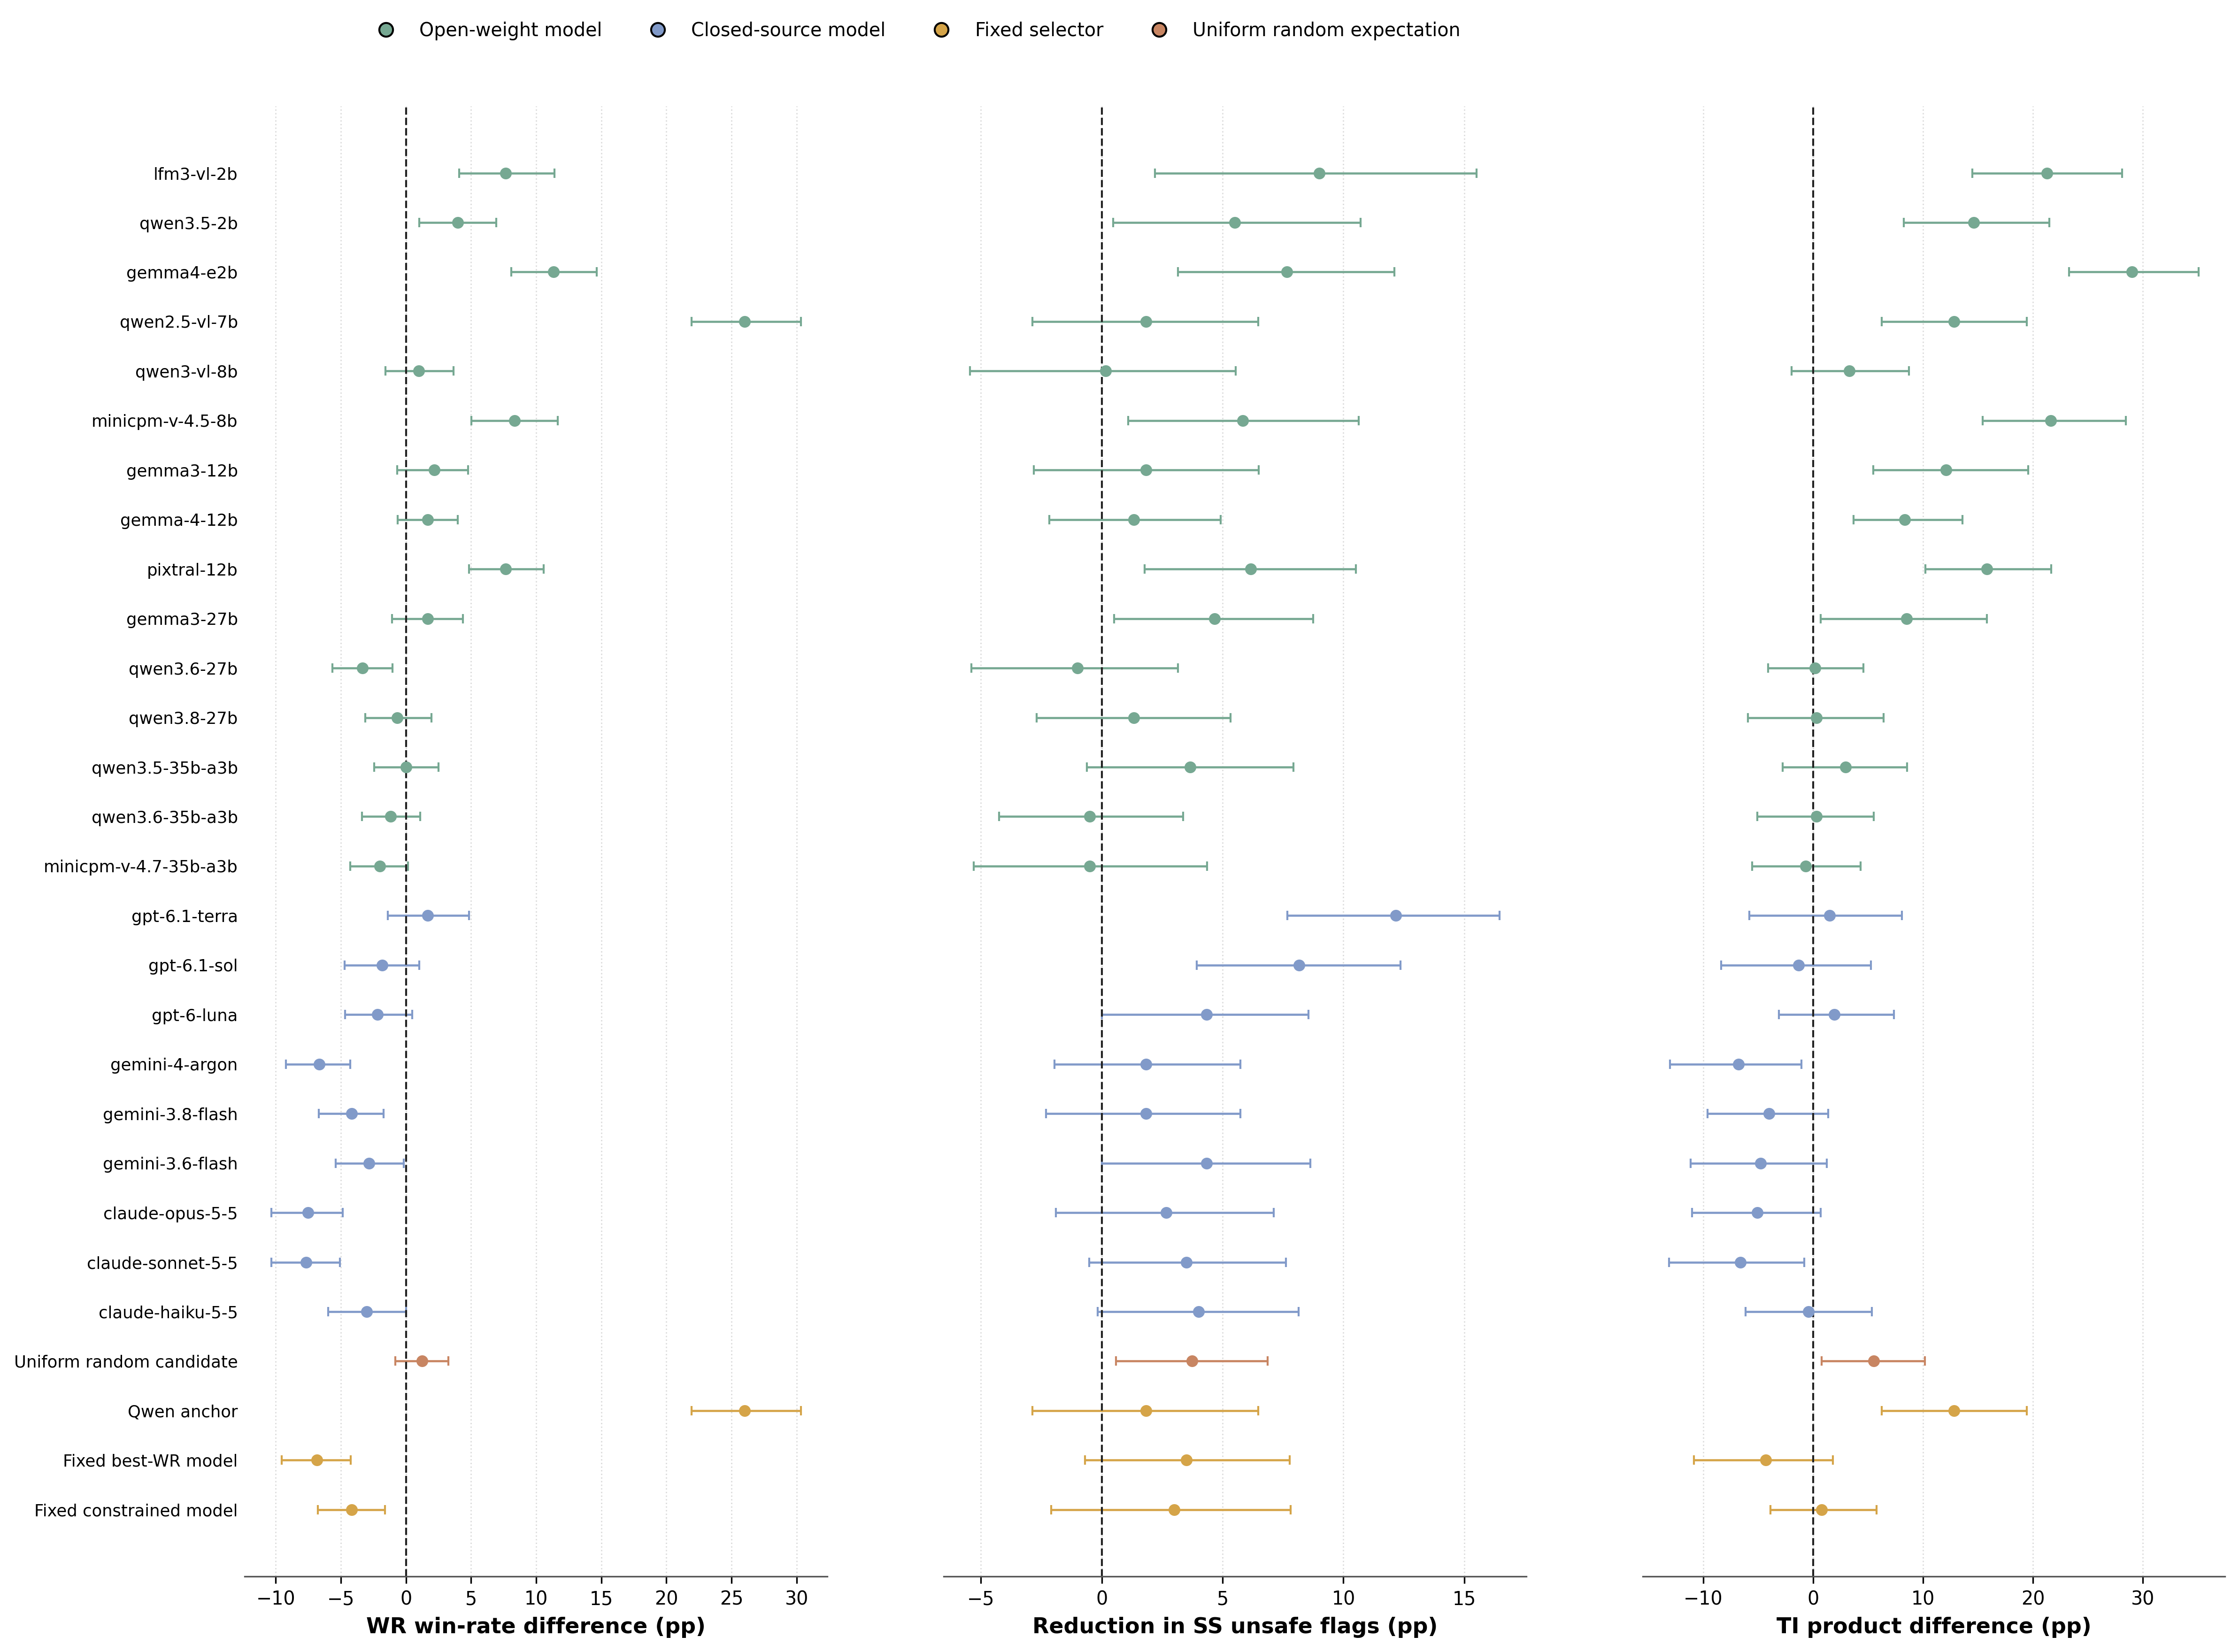 Open-weight model
Closed-source model
Fixed selector
Uniform random expectation
lfm3-vl-2b
qwen3.5-2b
gemma4-e2b
qwen2.5-vl-7b
qwen3-vl-8b
minicpm-v-4.5-8b
gemma3-12b
gemma-4-12b
pixtral-12b
gemma3-27b
qwen3.6-27b
qwen3.8-27b
qwen3.5-35b-a3b
qwen3.6-35b-a3b
minicpm-v-4.7-35b-a3b
gpt-6.1-terra
gpt-6.1-sol
gpt-6-luna
gemini-4-argon
gemini-3.8-flash
gemini-3.6-flash
claude-opus-5-5
claude-sonnet-5-5
claude-haiku-5-5
Uniform random candidate
Qwen anchor
Fixed best-WR model
Fixed constrained model
−10 −5 0 5 10 15 20 25 30
WR win-rate difference (pp)
−5 0 5 10 15
Reduction in SS unsafe flags (pp)
−10 0 10 20 30
TI product difference (pp)